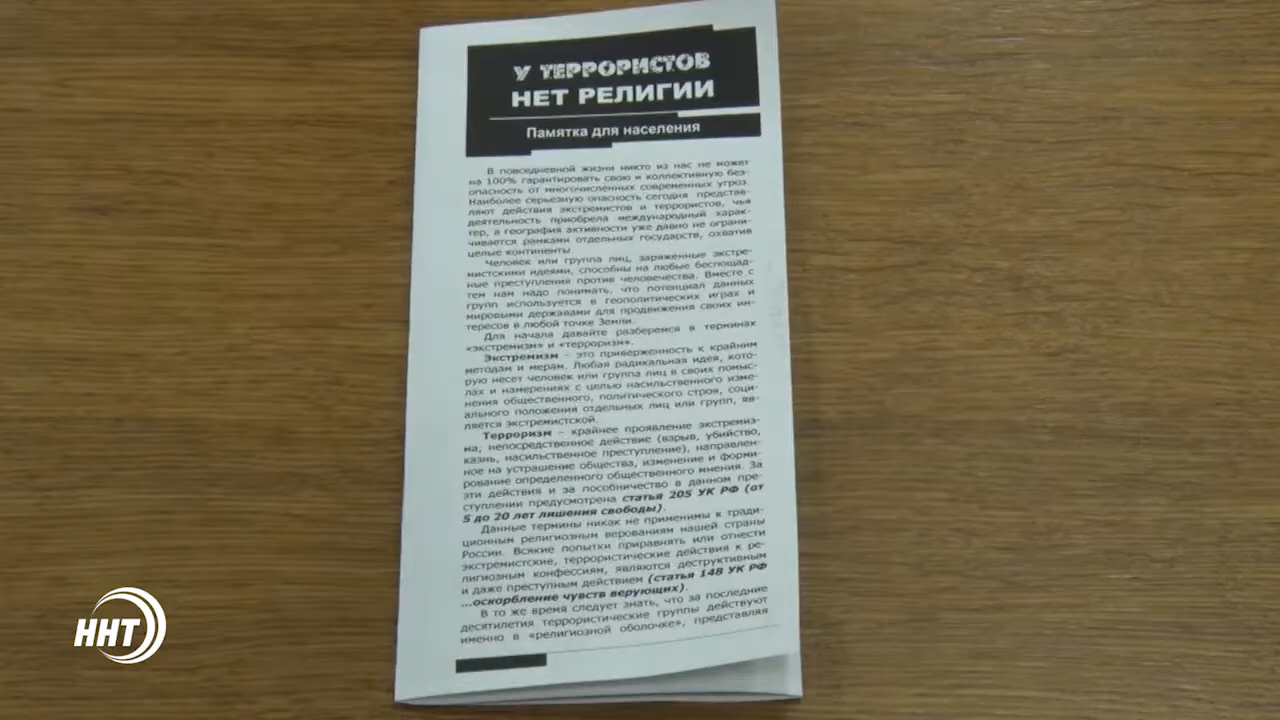 У ТЕРРОРИСТОВ
НЕТ РЕЛИГИИ
Памятка для населения
В повседневной жизни никто из нас не может
на 100% гарантировать свою и коллективную без-
опасность от многочисленных современных угроз.
Наиболее серьезную опасность сегодня представ-
ляют действия экстремистов и террористов, чья
деятельность приобрела международный харак-
тер, а география активности уже давно не ограни-
чивается рамками отдельных государств, охватив
целые континенты.
Человек или группа лиц, заряженные экстре-
мистскими идеями, способны на любые беспощад-
ные преступления против человечества. Вместе с
тем нам надо понимать, что потенциал данных
групп используется в геополитических играх и
мировыми державами для продвижения своих ин-
тересов в любой точке Земли.
Для начала давайте разберемся в терминах
«экстремизм» и «терроризм».
Экстремизм – это приверженность к крайним
методам и мерам. Любая радикальная идея, кото-
рую несет человек или группа лиц в своих помыс-
лах и намерениях с целью насильственного изме-
нения общественного, политического строя, соци-
ального положения отдельных лиц или групп, яв-
ляется экстремистской.
Терроризм – крайнее проявление экстремиз-
ма, непосредственное действие (взрыв, убийство,
казнь, насильственное преступление), направлен-
ное на устрашение общества, изменение и форми-
рование определенного общественного мнения. За
эти действия и за пособничество в данном пре-
ступлении предусмотрена статья 205 УК РФ (от
5 до 20 лет лишения свободы).
Данные термины никак не применимы к тради-
ционным религиозным верованиям нашей страны
России. Всякие попытки приравнять или отнести
экстремистские, террористические действия к ре-
лигиозным конфессиям, являются деструктивным
и даже преступным действием (статья 148 УК РФ
...оскорбление чувств верующих).
В то же время следует знать, что за последние
десятилетия террористические группы действуют
именно в «религиозной оболочке», представляя
ННТ